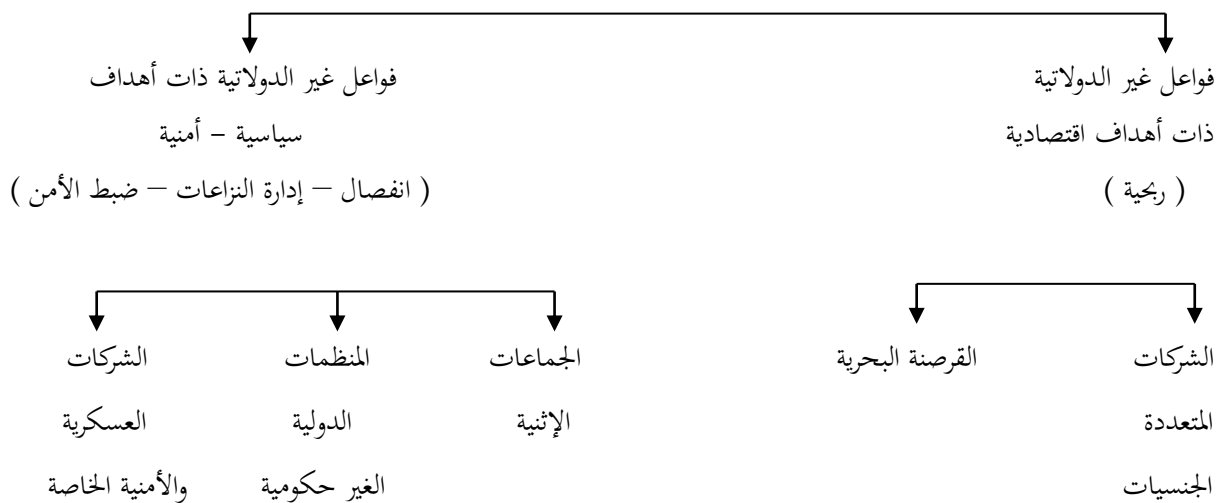 فواعل غير الدولاتية
ذات أهداف اقتصادية
( ربحية )
فواعل غير الدولاتية ذات أهداف
سياسية – أمنية
( انفصال – إدارة النزاعات – ضبط الأمن )
الشركات
المتعددة
الجنسيات
القرصنة البحرية
الجماعات
الإثنية
المنظمات
الدولية
الغير حكومية
الشركات
العسكرية
والأمنية الخاصة